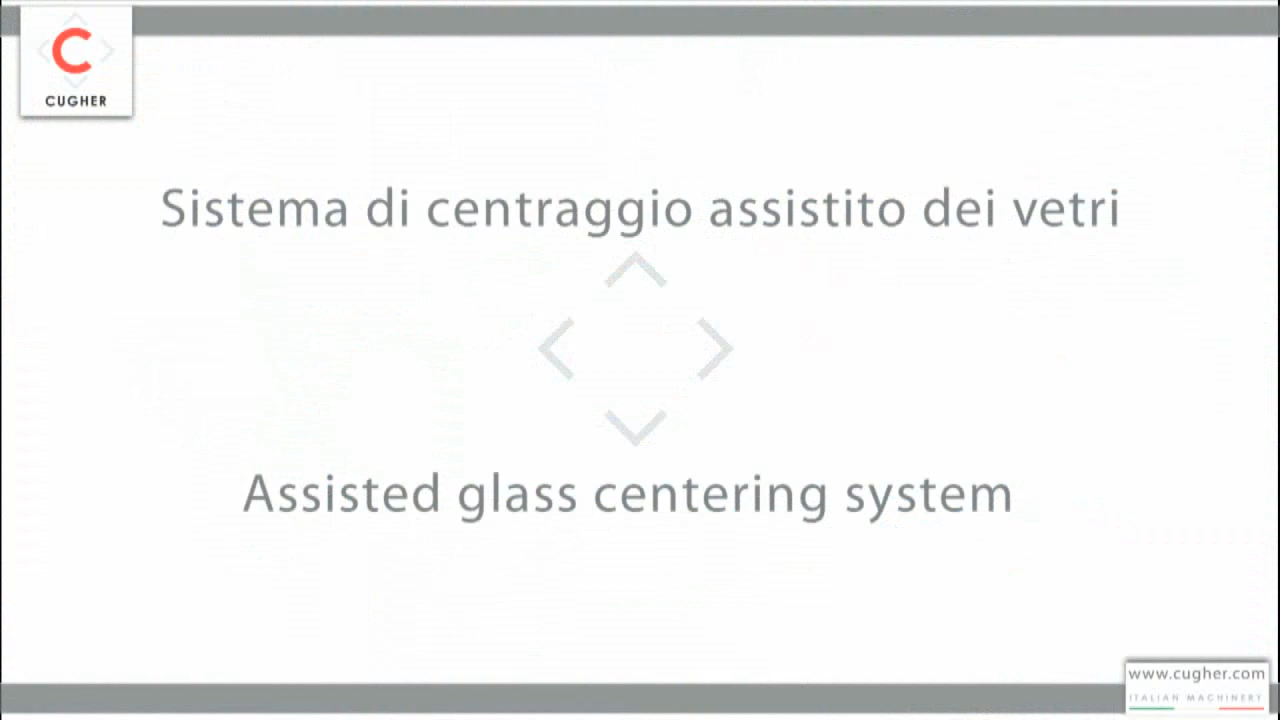 C
CUGHER
Sistema di centraggio assistito dei vetri
Assisted glass centering system
www.cugher.com
ITALIAN MACHINERY